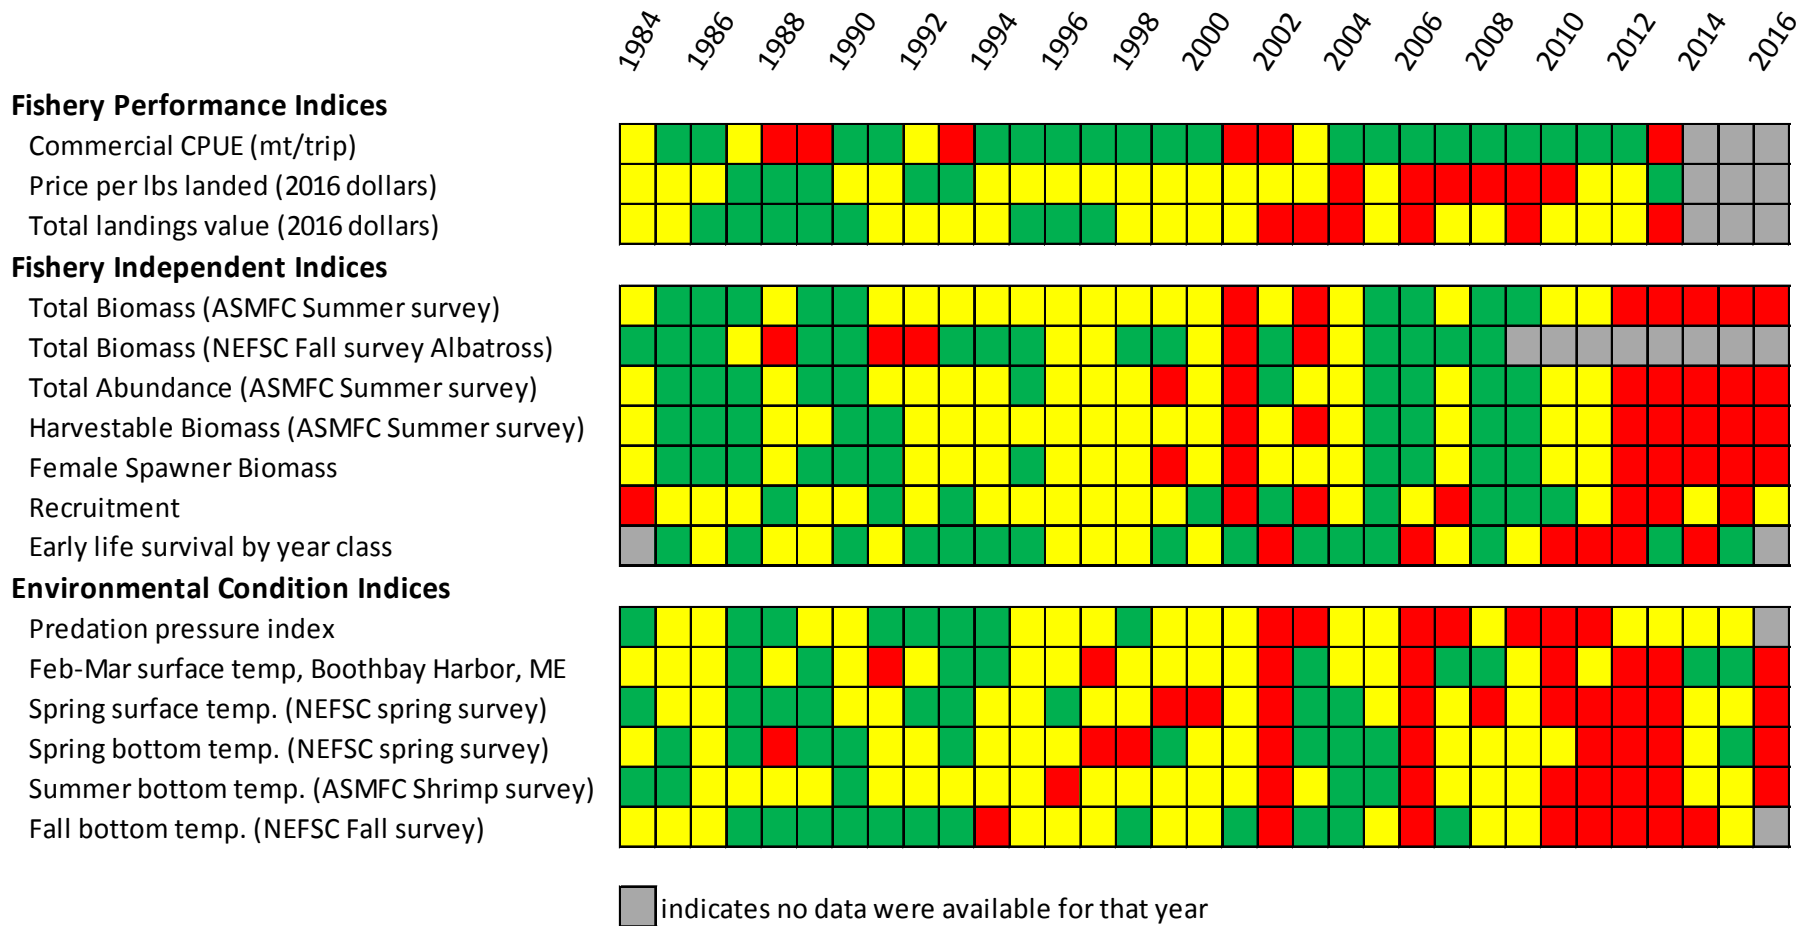 1984 1986 1988 1990 1992 1994 1996 1998 2000 2002 2004 2006 2008 2010 2012 2014 2016
Fishery Performance Indices
Commercial CPUE (mt/trip)
Price per lbs landed (2016 dollars)
Total landings value (2016 dollars)
Fishery Independent Indices
Total Biomass (ASMFC Summer survey)
Total Biomass (NEFSC Fall survey Albatross)
Total Abundance (ASMFC Summer survey)
Harvestable Biomass (ASMFC Summer survey)
Female Spawner Biomass
Recruitment
Early life survival by year class
Environmental Condition Indices
Predation pressure index
Feb-Mar surface temp, Boothbay Harbor, ME
Spring surface temp. (NEFSC spring survey)
Spring bottom temp. (NEFSC spring survey)
Summer bottom temp. (ASMFC Shrimp survey)
Fall bottom temp. (NEFSC Fall survey)
indicates no data were available for that year